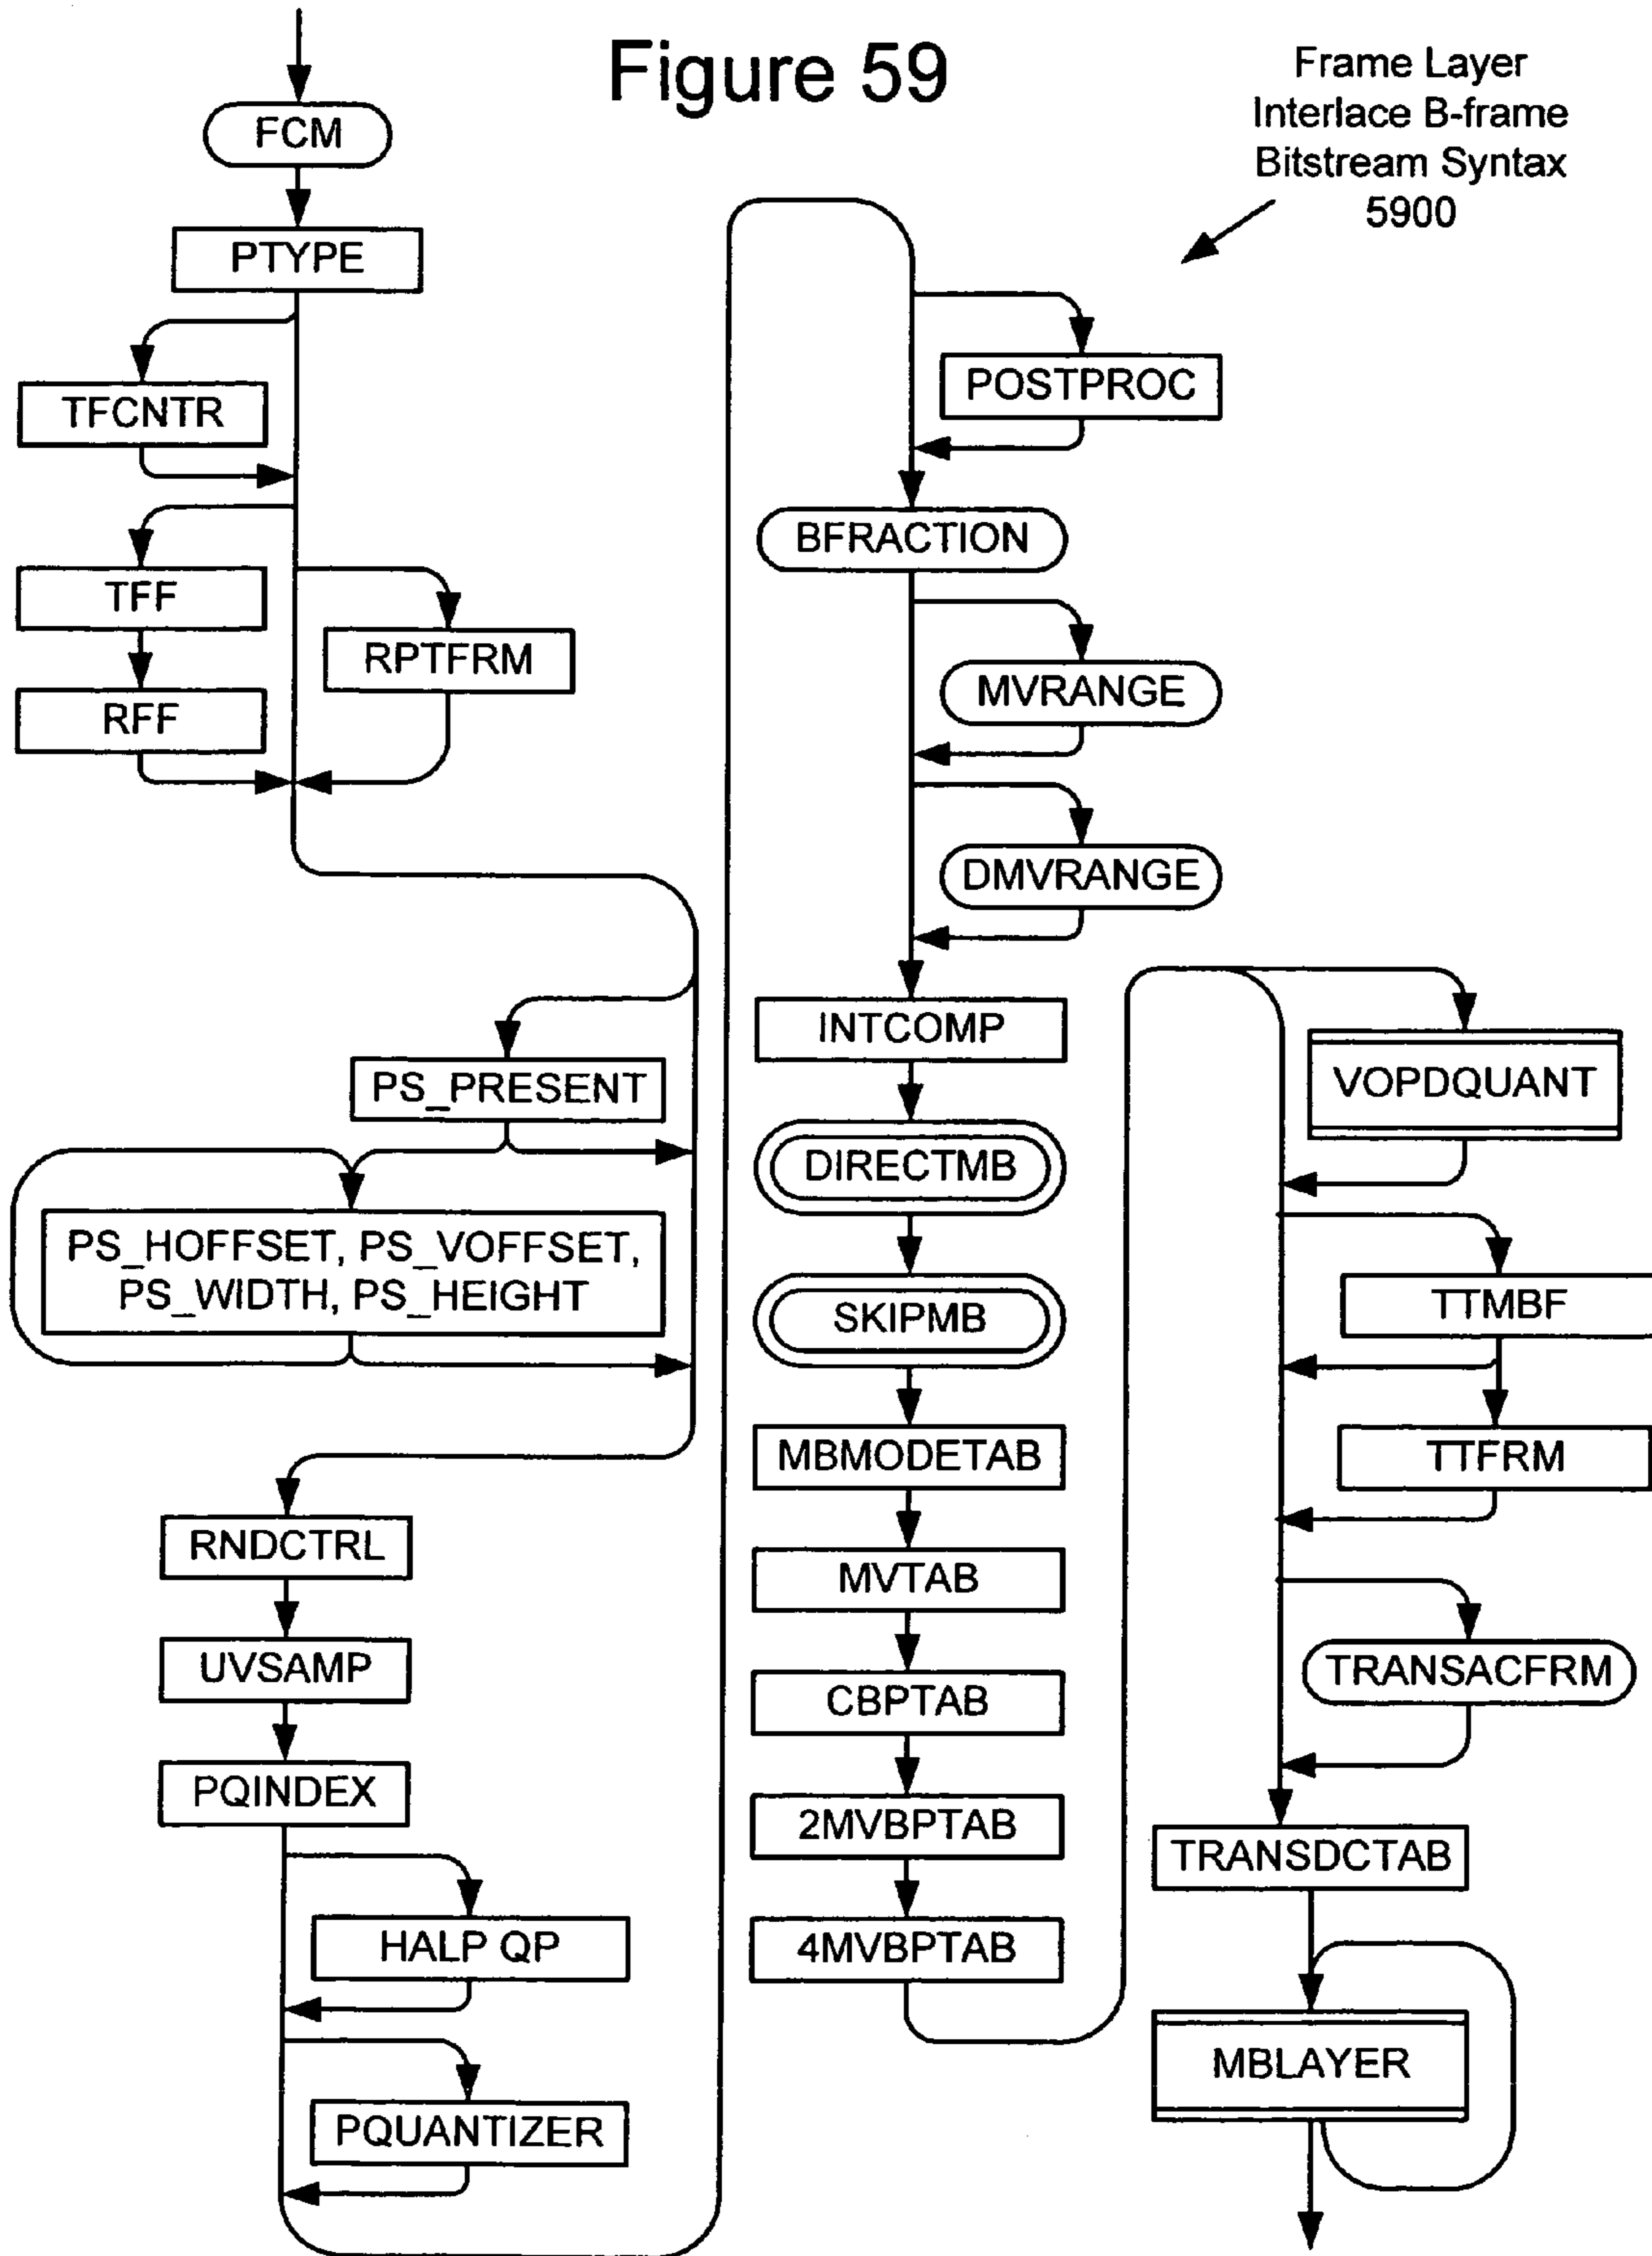 Figure 59
Frame Layer
Interlace B-frame
Bitstream Syntax
5900
FCM
PTYPE
TFCNTR
TFF
RPTFRM
RFF
PS_PRESENT
PS_HOFFSET, PS_VOFFSET,
PS_WIDTH, PS_HEIGHT
RNDCTRL
UVSAMP
PQINDEX
HALP QP
PQUANTIZER
POSTPROC
BFRACTION
MVRANGE
DMVRANGE
INTCOMP
DIRECTMB
SKIPMB
MBMODETAB
MVTAB
CBPTAB
2MVBPTAB
4MVBPTAB
VOPDQUANT
TTMBF
TTFRM
TRANSACFRM
TRANSDCTAB
MBLAYER